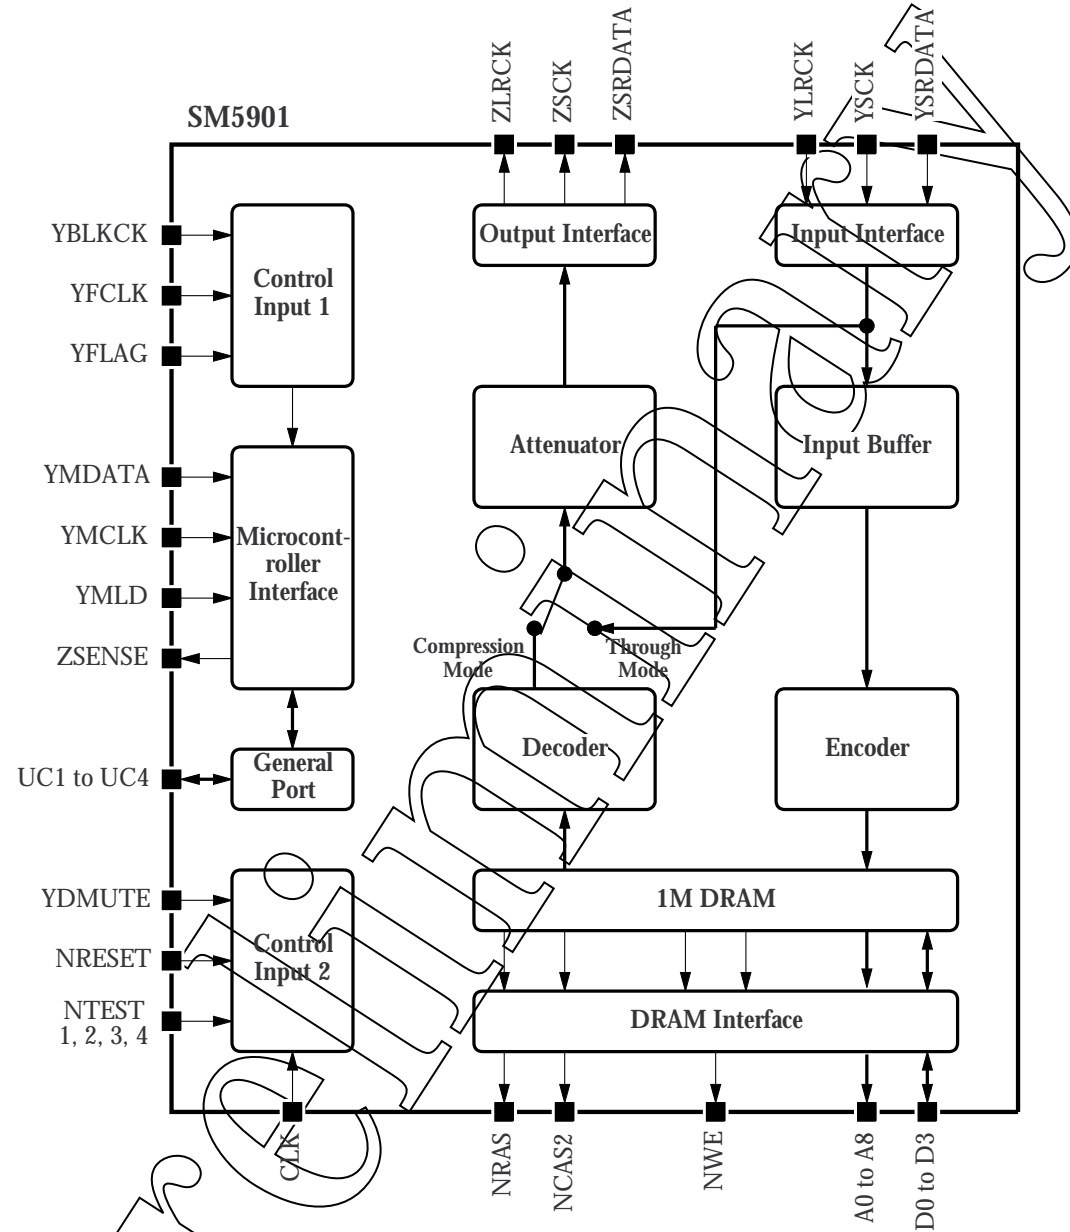 SM5901
ZLRCK
ZSCK
ZSRDATA
YLRCK
YSCK
YSRDATA
YBLKCK
YFCLK
YFLAG
Control
Input 1
Output Interface
Input Interface
YMDATA
YMCLK
YMLD
ZSENSE
Microcont-
roller
Interface
Attenuator
Input Buffer
Compression
Mode
Through
Mode
UC1 to UC4
General
Port
Decoder
Encoder
YDMUTE
NRESET
NTEST
1, 2, 3, 4
Control
Input 2
1M DRAM
DRAM Interface
CLK
NRAS
NCAS2
NWE
A0 to A8
D0 to D3